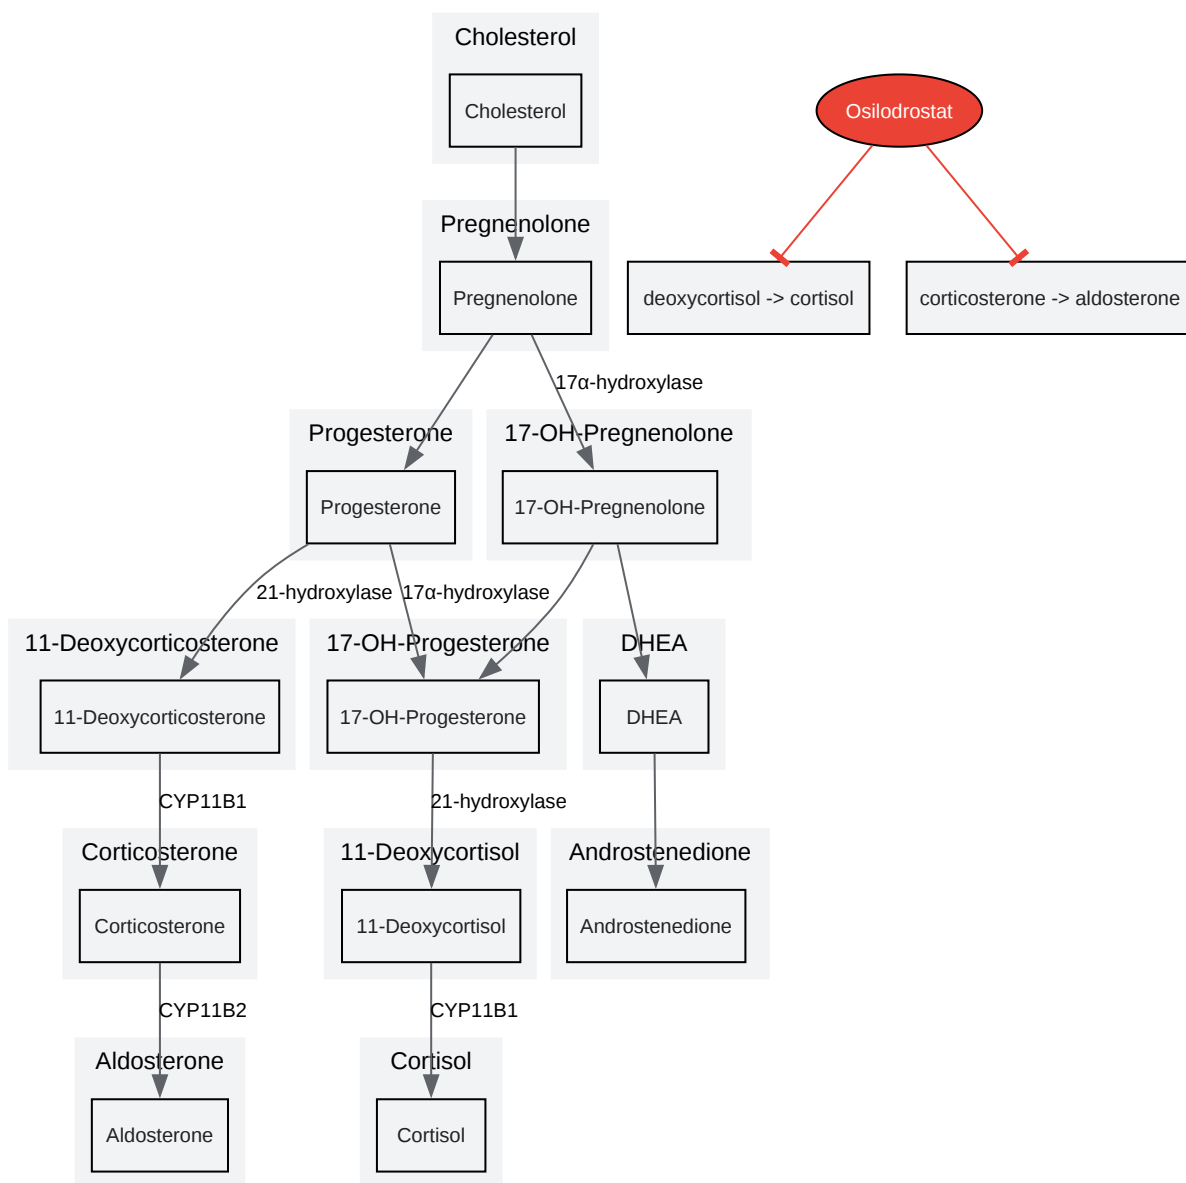 Cholesterol
Cholesterol
Osilodrostat
Pregnenolone
Pregnenolone
deoxycortisol -> cortisol
corticosterone -> aldosterone
17α-hydroxylase
Progesterone
17-OH-Pregnenolone
Progesterone
17-OH-Pregnenolone
21-hydroxylase
17α-hydroxylase
11-Deoxycorticosterone
17-OH-Progesterone
DHEA
11-Deoxycorticosterone
17-OH-Progesterone
DHEA
CYP11B1
21-hydroxylase
Corticosterone
11-Deoxycortisol
Androstenedione
Corticosterone
11-Deoxycortisol
Androstenedione
CYP11B2
CYP11B1
Aldosterone
Cortisol
Aldosterone
Cortisol